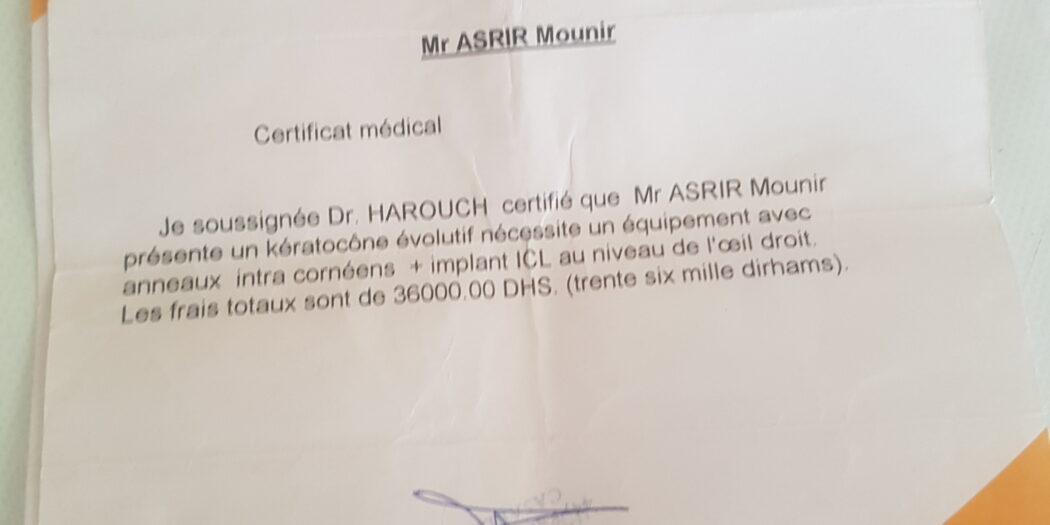 Mr ASRIR Mounir
Certificat médical
Je soussignée Dr. HAROUCH certifié que Mr ASRIR Mounir
présente un kératocône évolutif nécessite un équipement avec
anneaux intra cornéens + implant ICL au niveau de l'œil droit.
Les frais totaux sont de 36000.00 DHS. (trente six mille dirhams).